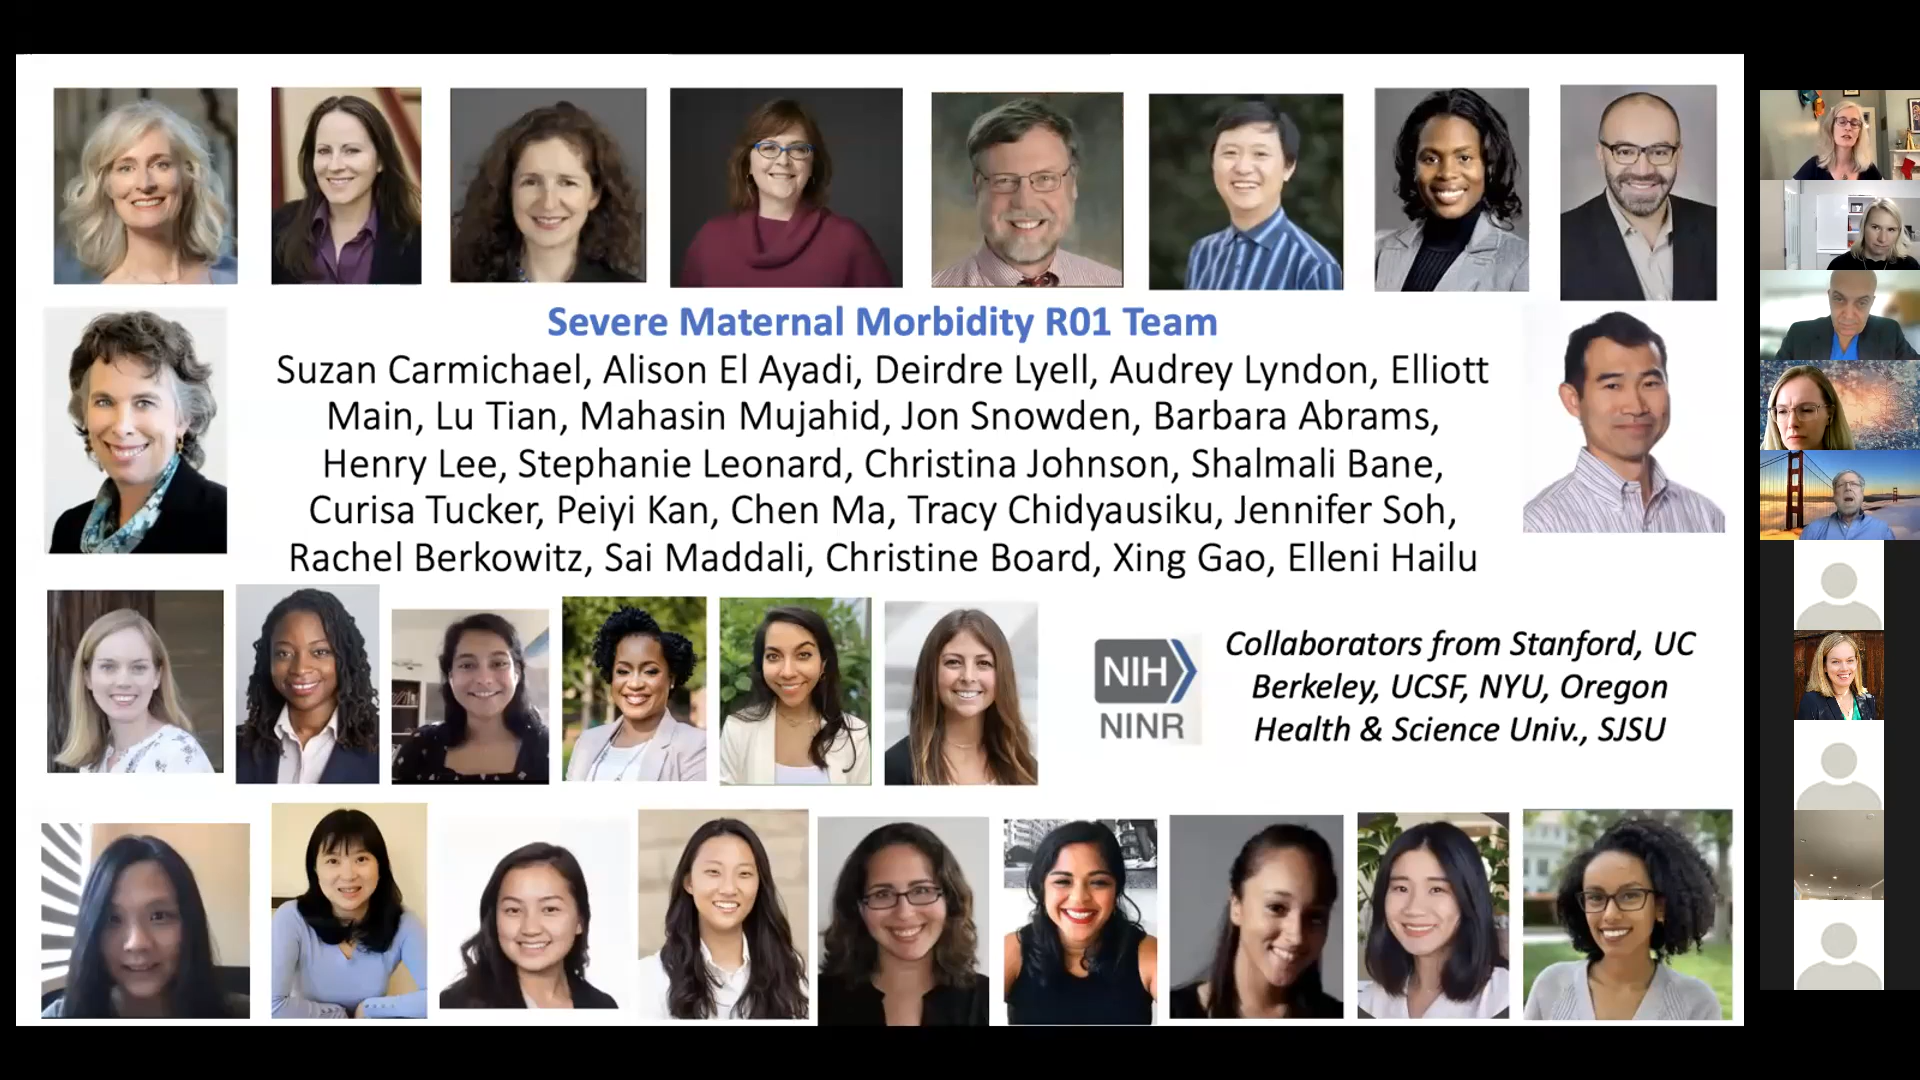 Severe Maternal Morbidity R01 Team
Suzan Carmichael, Alison El Ayadi, Deirdre Lyell, Audrey Lyndon, Elliott
Main, Lu Tian, Mahasin Mujahid, Jon Snowden, Barbara Abrams,
Henry Lee, Stephanie Leonard, Christina Johnson, Shalmali Bane,
Curisa Tucker, Peiyi Kan, Chen Ma, Tracy Chidyausiku, Jennifer Soh,
Rachel Berkowitz, Sai Maddali, Christine Board, Xing Gao, Elleni Hailu
NIH
NINR
Collaborators from Stanford, UC
Berkeley, UCSF, NYU, Oregon
Health & Science Univ., SJSU